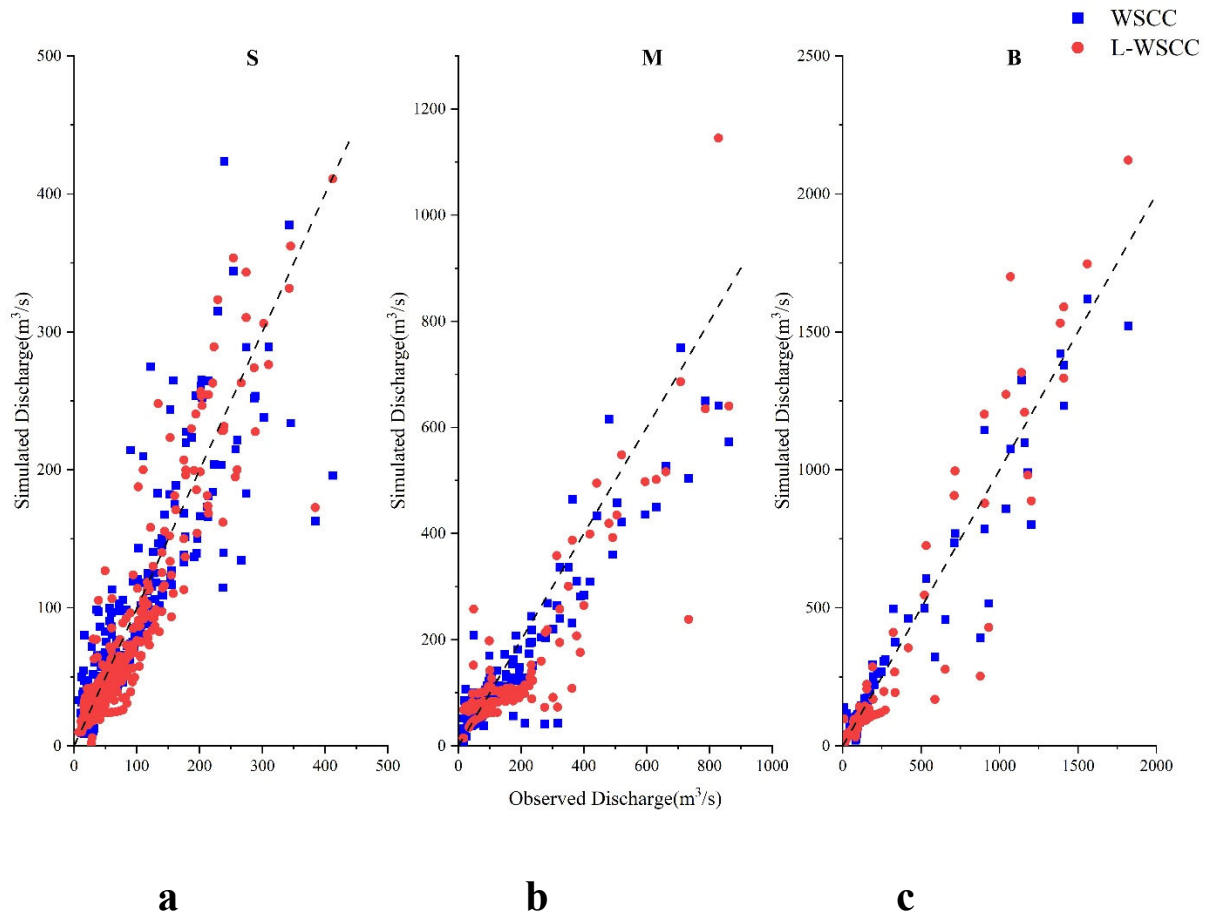 WSCC
L-WSCC
S
M
B
500
400
300
200
100
0
Simulated Discharge(m³/s)
0 100 200 300 400 500
1200
1000
800
600
400
200
0
Simulated Discharge(m³/s)
0 200 400 600 800 1000
2500
2000
1500
1000
500
0
Simulated Discharge(m³/s)
0 500 1000 1500 2000
Observed Discharge(m³/s)
a b c